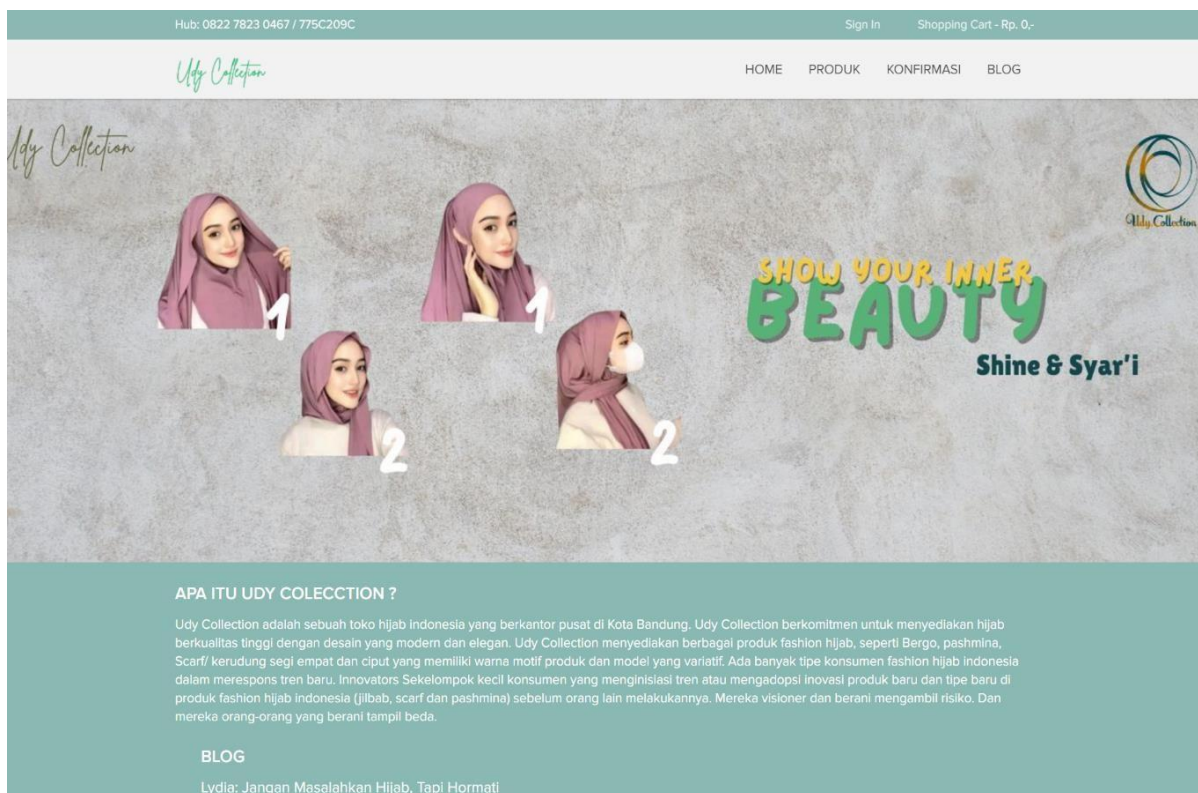 Hub: 0822 7823 0467 / 775C209C
Sign In
Shopping Cart - Rp. 0,-
Udy Collection
HOME PRODUK KONFIRMASI BLOG
Udy Collection
Udy Collection
SHOW YOUR INNER
BEAUTY
Shine & Syar'i
1
1
2
2
APA ITU UDY COLECCTION ?
Udy Collection adalah sebuah toko hijab indonesia yang berkantor pusat di Kota Bandung. Udy Collection berkomitmen untuk menyediakan hijab
berkualitas tinggi dengan desain yang modern dan elegan. Udy Collection menyediakan berbagai produk fashion hijab, seperti Bergo, pashmina,
Scarf/ kerudung segi empat dan ciput yang memiliki warna motif produk dan model yang variatif. Ada banyak tipe konsumen fashion hijab indonesia
dalam merespons tren baru. Innovators Sekelompok kecil konsumen yang menginisiasi tren atau mengadopsi inovasi produk baru dan tipe baru di
produk fashion hijab indonesia (jilbab, scarf dan pashmina) sebelum orang lain melakukannya. Mereka visioner dan berani mengambil risiko. Dan
mereka orang-orang yang berani tampil beda.
BLOG
Lydia: Jangan Masalahkan Hijab, Tapi Hormati